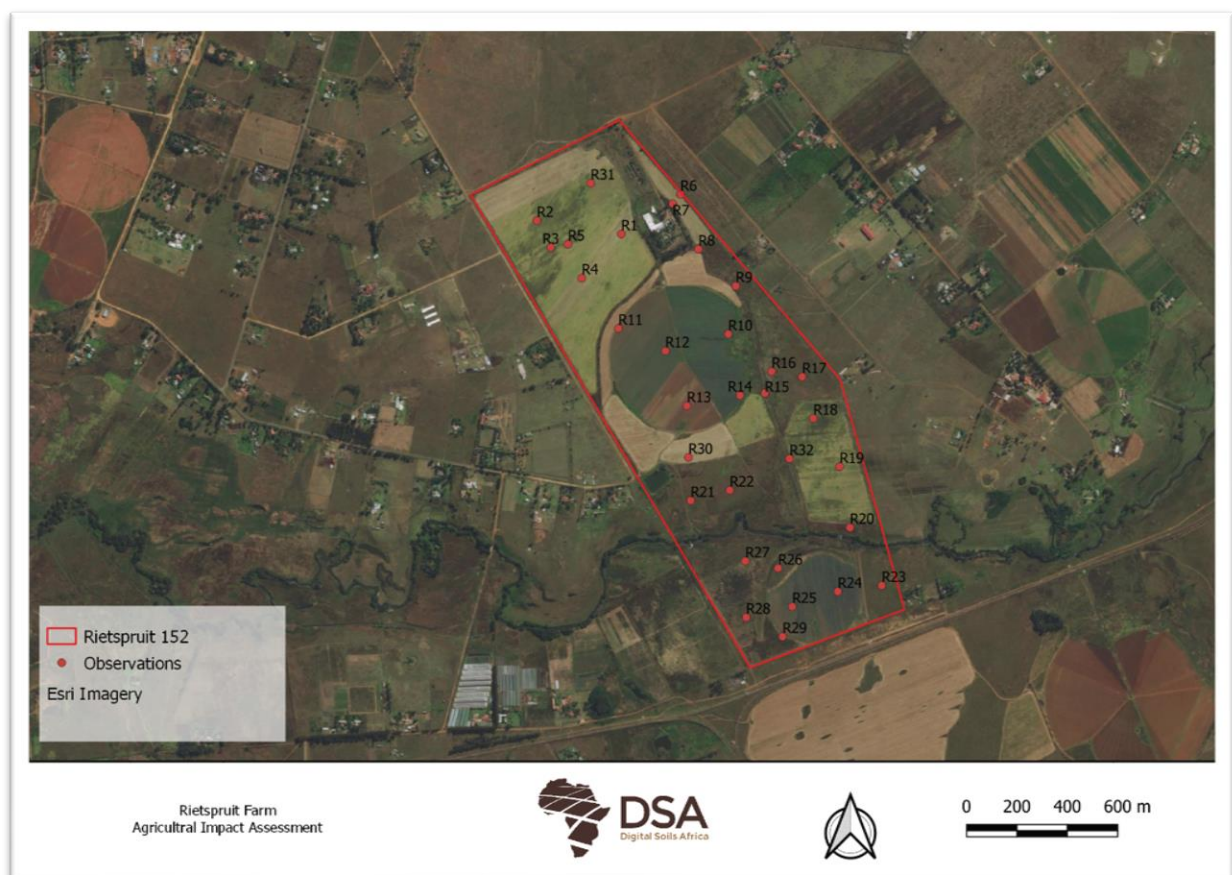 R31
R6
R7
R2
R1
R3
R5
R8
R4
R9
R11
R10
R12
R16
R17
R14
R15
R13
R18
R30
R32
R19
R22
R21
R20
R27
R26
R24
R23
R25
R28
R29
Rietspruit 152
Observations
Esri Imagery
Rietspruit Farm
Agricultral Impact Assessment
DSA
Digital Soils Africa
0 200 400 600 m